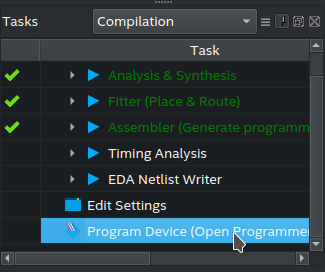 Tasks Compilation
Task
Analysis & Synthesis
Fitter (Place & Route)
Assembler (Generate programm
Timing Analysis
EDA Netlist Writer
Edit Settings
Program Device (Open Programmer